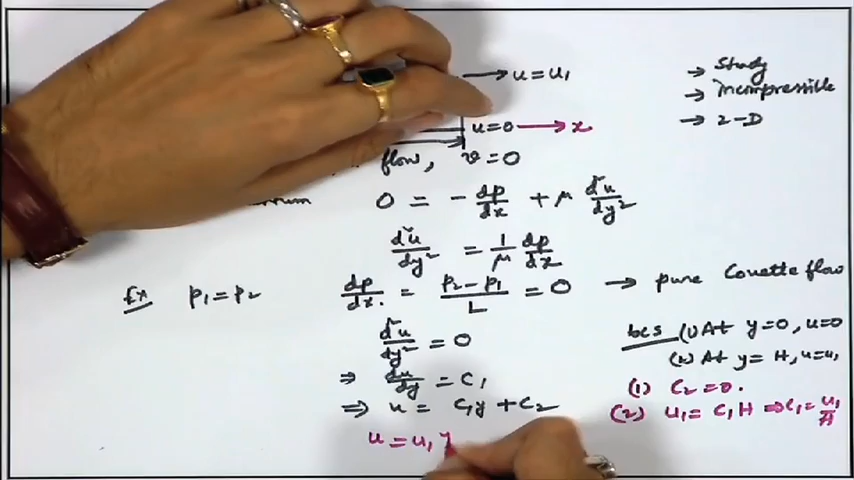 → u = u₁
→ Study
→ incompressible
u = 0 → x
→ 2-D
flow, v = 0
0 = - dp/dx + μ d²u/dy²
d²u/dy² = 1/μ dp/dx
Ex p₁ = p₂ dp/dx = p₂ - p₁/L = 0 → pure Couette flow
d²u/dy² = 0
bcs (1) At y = 0, u = 0
(2) At y = H, u = u₁
⇒ du/dy = C₁
(1) C₂ = 0.
⇒ u = C₁y + C₂
(2) u₁ = C₁H ⇒ C₁ = u₁/H
u = u₁ y